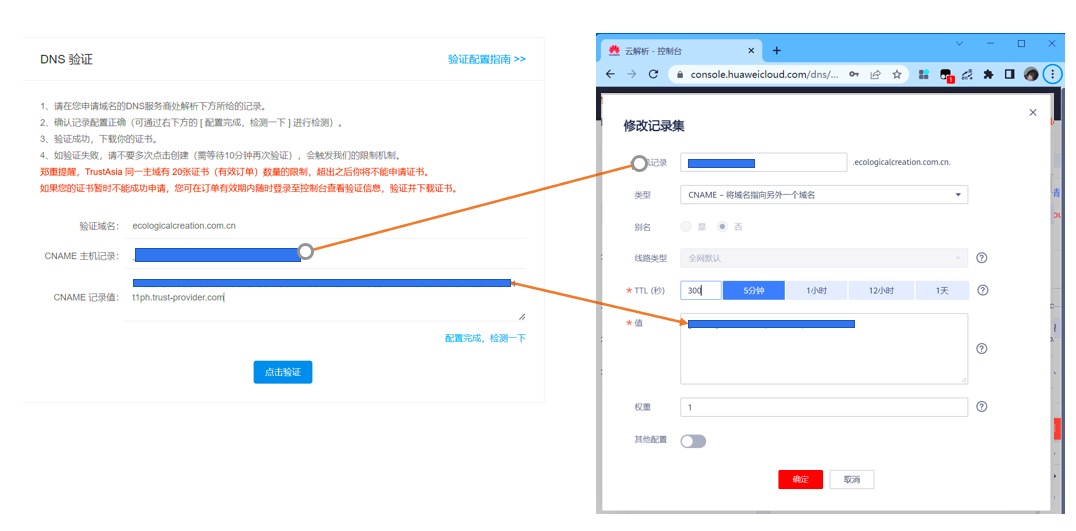 DNS 验证
验证配置指南 >>
1、请在您申请域名的DNS服务商处解析下方所给的记录。
2、确认记录配置正确（可通过右下方的 [ 配置完成，检测一下 ] 进行检测）。
3、验证成功，下载你的证书。
4、如验证失败，请不要多次点击创建（需等待10分钟再次验证），会触发我们的限制机制。
郑重提醒，TrustAsia 同一主域有 20张证书（有效订单）数量的限制，超出之后你将不能申请证书。
如果您的证书暂时不能成功申请，您可在订单有效期内随时登录至控制台查看验证信息，验证并下载证书。
验证域名：
ecologicalcreation.com.cn
CNAME 主机记录：
CNAME 记录值：
t1ph.trust-provider.com
配置完成，检测一下
点击验证
云解析 - 控制台
console.huaweicloud.com/dns/...
1
修改记录集
记录
.ecologicalcreation.com.cn.
类型
CNAME – 将域名指向另外一个域名
别名
是
否
线路类型
全网默认
* TTL (秒)
300
5分钟
1小时
12小时
1天
* 值
权重
1
其他配置
确定
取消